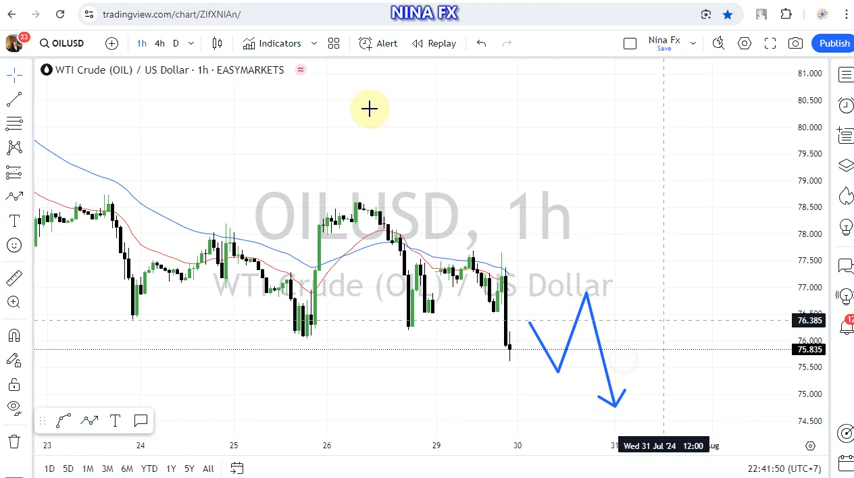 NINA FX
tradingview.com/chart/ZIfXNIAn/
23
OILUSD
1h 4h D
Indicators
Alert
Replay
Nina Fx
Save
Publish
WTI Crude (OIL) / US Dollar · 1h · EASYMARKETS
OILUSD, 1h
WTI Crude (OIL) / US Dollar
81.000
80.500
80.000
79.500
79.000
78.500
78.000
77.500
77.000
76.385
76.000
75.835
75.500
75.000
74.500
12
23 24 25 26 29 30 31 Wed 31 Jul '24 12:00 ug
1D 5D 1M 3M 6M YTD 1Y 5Y All
22:41:50 (UTC+7)